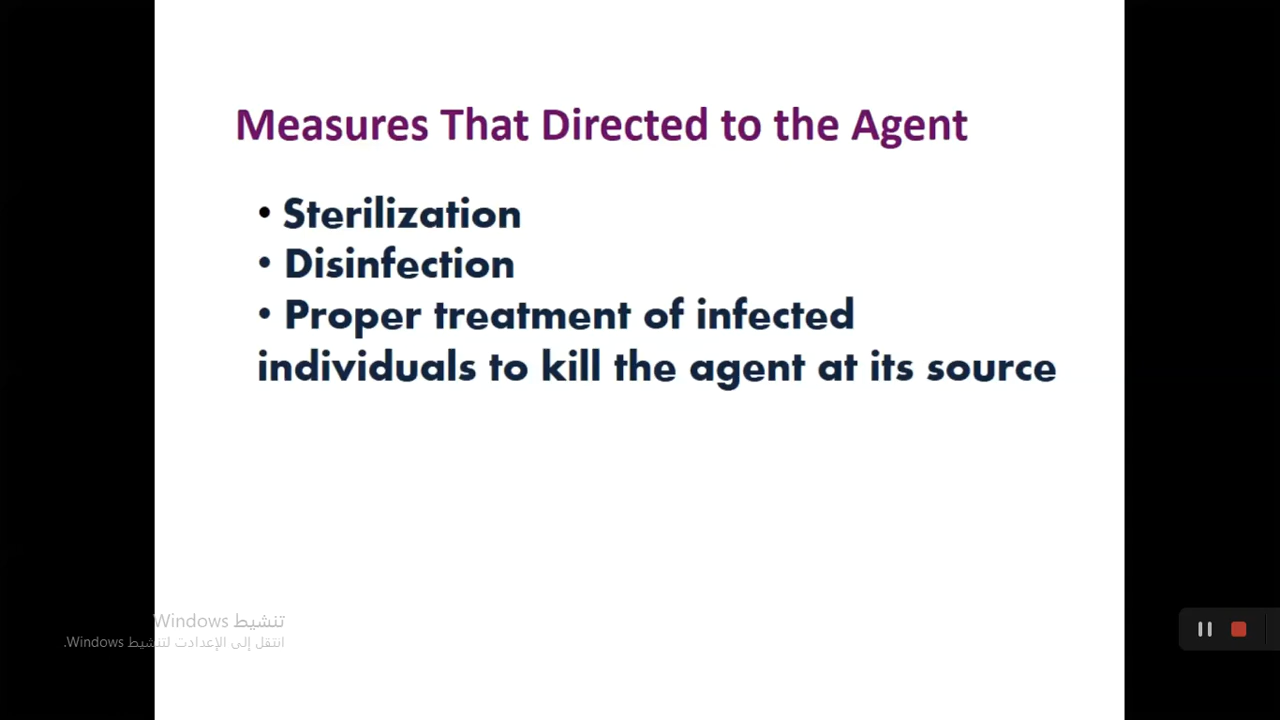 Measures That Directed to the Agent
• Sterilization
• Disinfection
• Proper treatment of infected
individuals to kill the agent at its source
تنشيط Windows
انتقل إلى الإعدادت لتنشيط Windows.